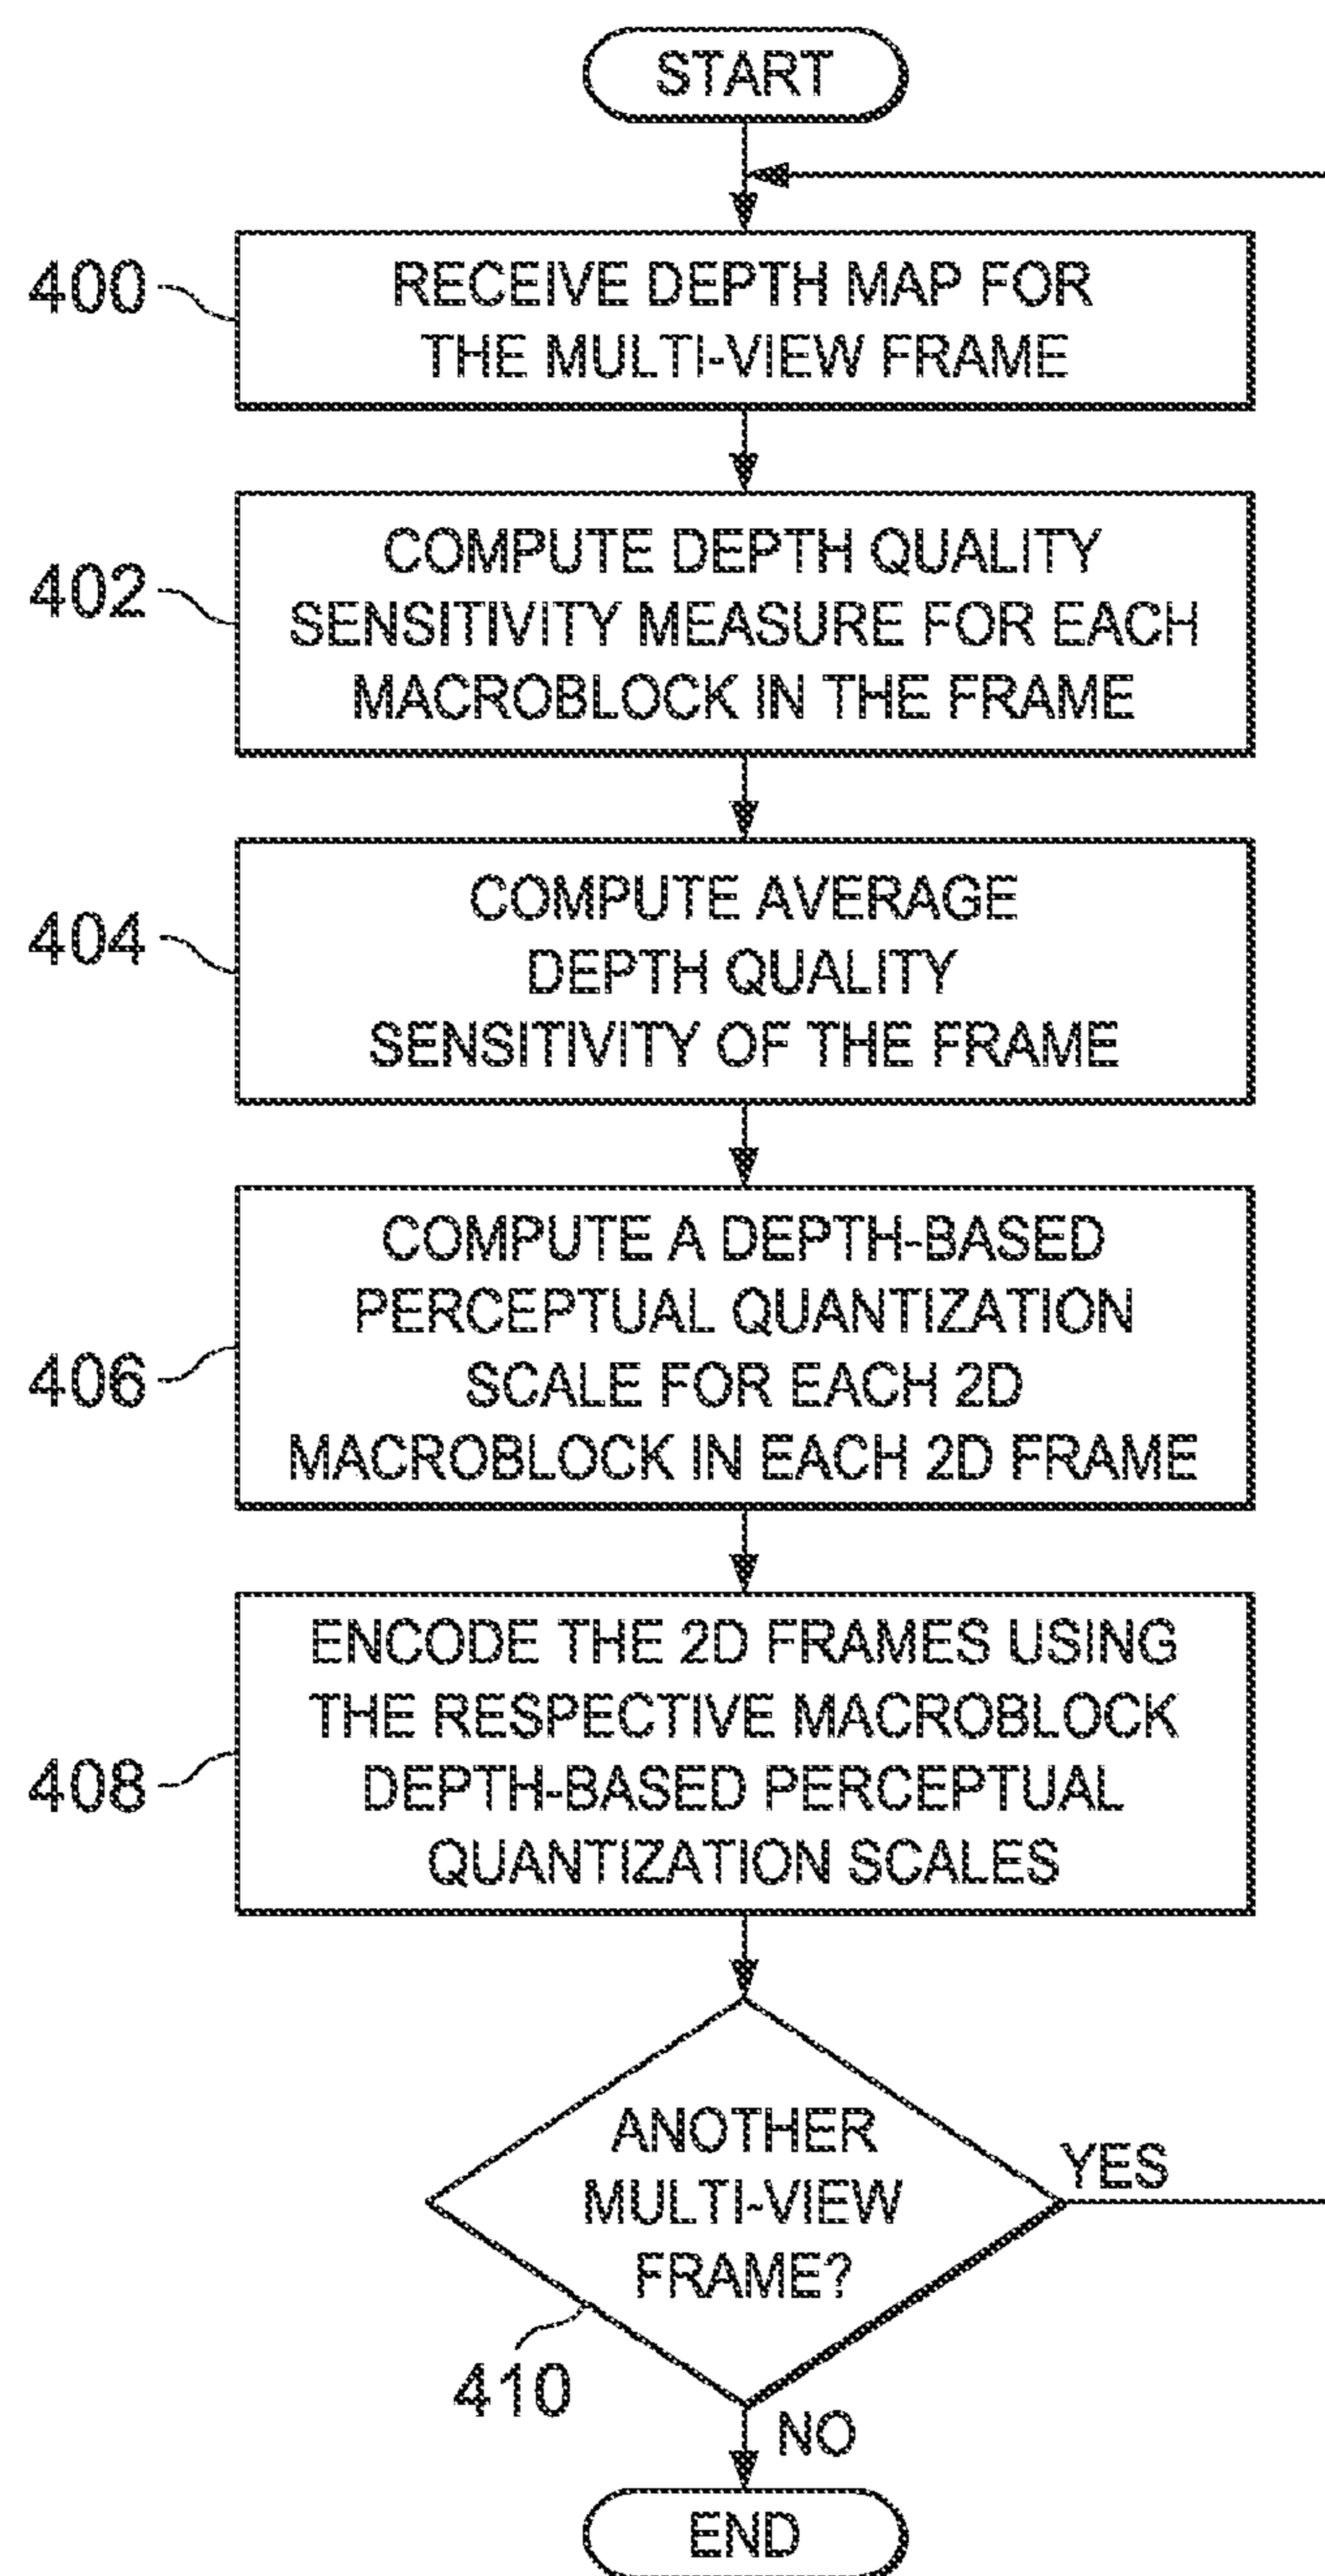 START
400
RECEIVE DEPTH MAP FOR
THE MULTI-VIEW FRAME
402
COMPUTE DEPTH QUALITY
SENSITIVITY MEASURE FOR EACH
MACROBLOCK IN THE FRAME
404
COMPUTE AVERAGE
DEPTH QUALITY
SENSITIVITY OF THE FRAME
406
COMPUTE A DEPTH-BASED
PERCEPTUAL QUANTIZATION
SCALE FOR EACH 2D
MACROBLOCK IN EACH 2D FRAME
408
ENCODE THE 2D FRAMES USING
THE RESPECTIVE MACROBLOCK
DEPTH-BASED PERCEPTUAL
QUANTIZATION SCALES
ANOTHER
MULTI-VIEW
FRAME?
YES
410
NO
END